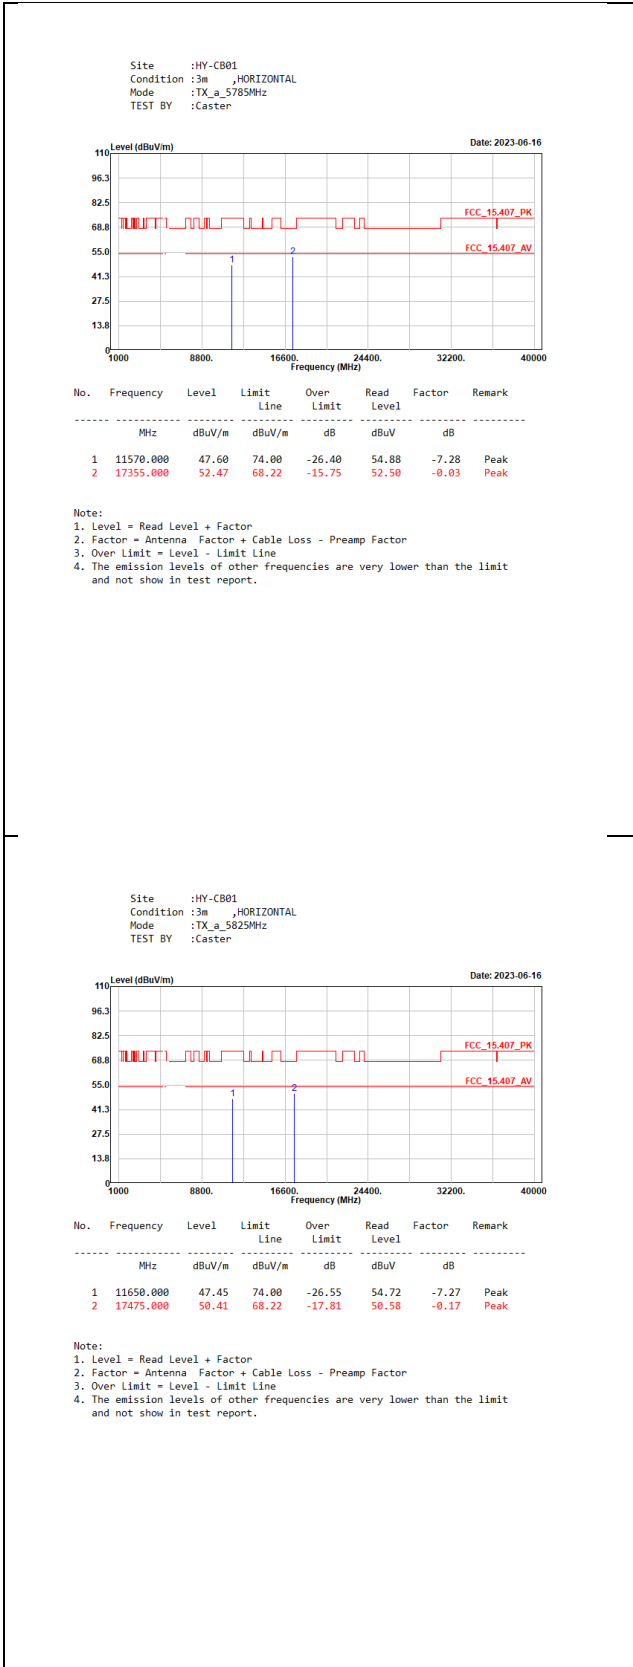 Site      :HY-CB01
Condition :3m    ,HORIZONTAL
Mode      :TX_a_5785MHz
TEST BY   :Caster
Level (dBuV/m)
Date: 2023-06-16
110
96.3
82.5
FCC_15.407_PK
68.8
55.0
FCC_15.407_AV
1
2
41.3
27.5
13.8
0
1000 8800. 16600. 24400. 32200. 40000
Frequency (MHz)
No. Frequency Level Limit Over Read Factor Remark
Line Limit Level
------ ----------- -------- --------- --------- --------- -------- ---------
MHz dBuV/m dBuV/m dB dBuV dB
1 11570.000 47.60 74.00 -26.40 54.88 -7.28 Peak
2 17355.000 52.47 68.22 -15.75 52.50 -0.03 Peak
Note:
1. Level = Read Level + Factor
2. Factor = Antenna  Factor + Cable Loss - Preamp Factor
3. Over Limit = Level - Limit Line
4. The emission levels of other frequencies are very lower than the limit
and not show in test report.
Site      :HY-CB01
Condition :3m    ,HORIZONTAL
Mode      :TX_a_5825MHz
TEST BY   :Caster
Level (dBuV/m)
Date: 2023-06-16
110
96.3
82.5
FCC_15.407_PK
68.8
55.0
FCC_15.407_AV
1
2
41.3
27.5
13.8
0
1000 8800. 16600. 24400. 32200. 40000
Frequency (MHz)
No. Frequency Level Limit Over Read Factor Remark
Line Limit Level
------ ----------- -------- --------- --------- --------- -------- ---------
MHz dBuV/m dBuV/m dB dBuV dB
1 11650.000 47.45 74.00 -26.55 54.72 -7.27 Peak
2 17475.000 50.41 68.22 -17.81 50.58 -0.17 Peak
Note:
1. Level = Read Level + Factor
2. Factor = Antenna  Factor + Cable Loss - Preamp Factor
3. Over Limit = Level - Limit Line
4. The emission levels of other frequencies are very lower than the limit
and not show in test report.